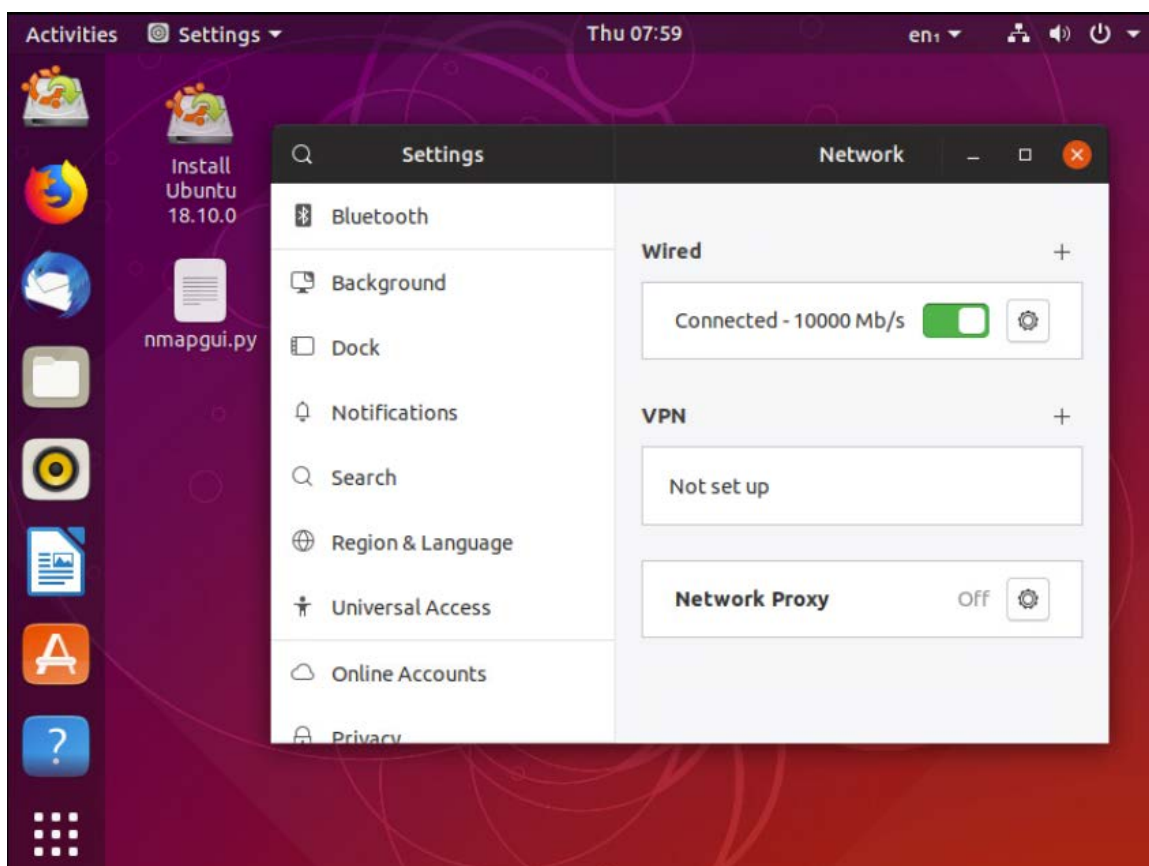 Activities
Settings
Thu 07:59
en₁
Install
Ubuntu
18.10.0
nmapgui.py
Settings
Network
Bluetooth
Background
Dock
Notifications
Search
Region & Language
Universal Access
Online Accounts
Privacy
Wired
+
Connected - 10000 Mb/s
VPN
+
Not set up
Network Proxy
Off
?